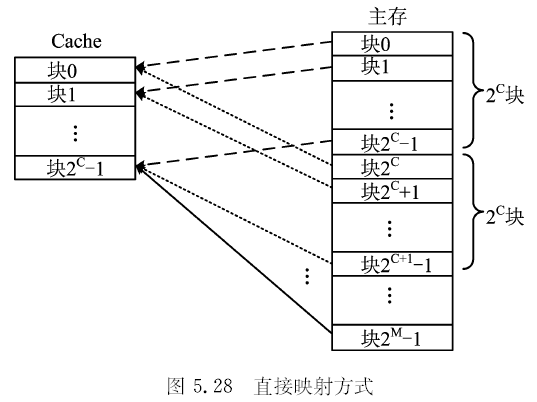 主存
Cache
块0
块1
⋮
块2^C-1
块0
块1
⋮
块2^C-1
块2^C
块2^C+1
⋮
块2^{C+1}-1
⋮
块2^M-1
2^C块
2^C块
⋮
图 5.28 直接映射方式